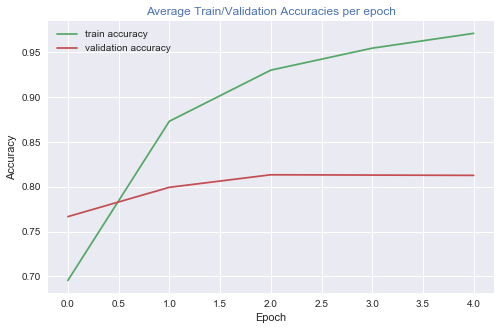 Average Train/Validation Accuracies per epoch
train accuracy
validation accuracy
Accuracy
0.95
0.90
0.85
0.80
0.75
0.70
0.0 0.5 1.0 1.5 2.0 2.5 3.0 3.5 4.0
Epoch